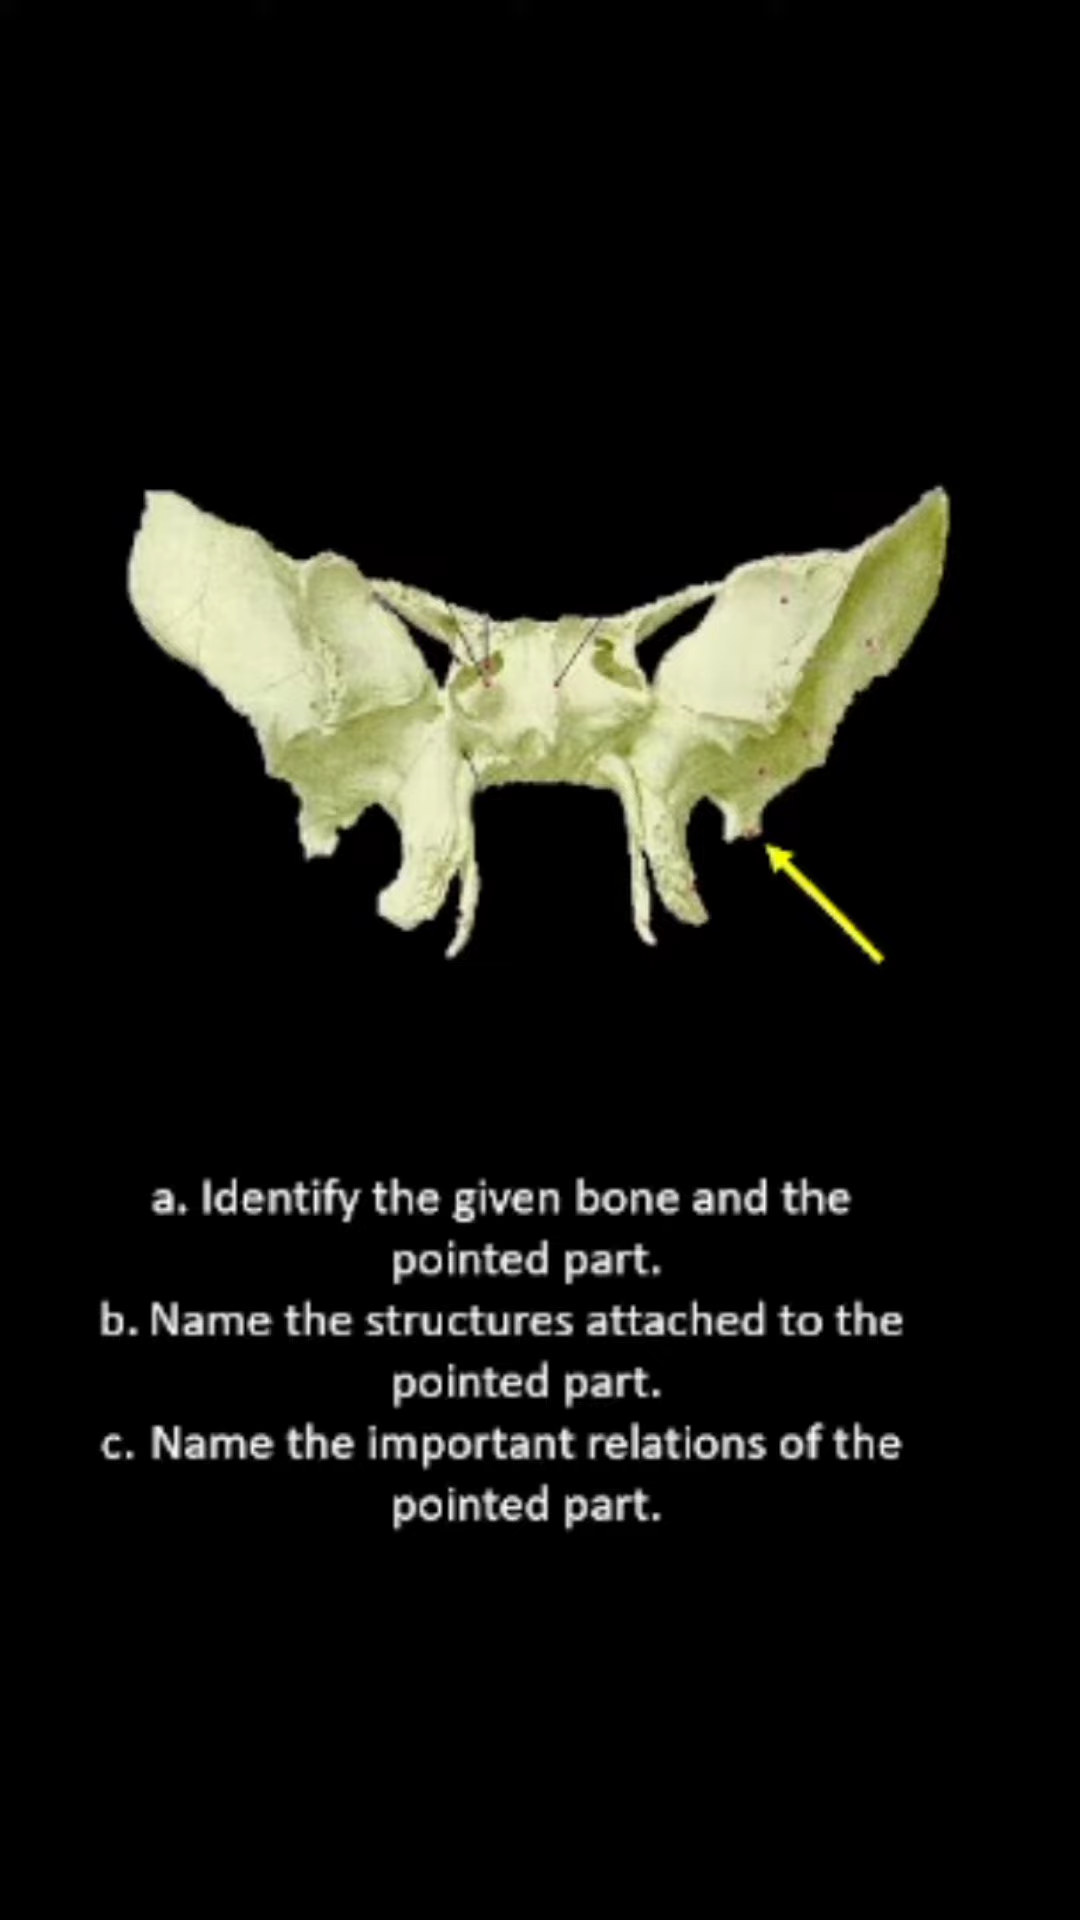 a. Identify the given bone and the
pointed part.
b. Name the structures attached to the
pointed part.
c. Name the important relations of the
pointed part.